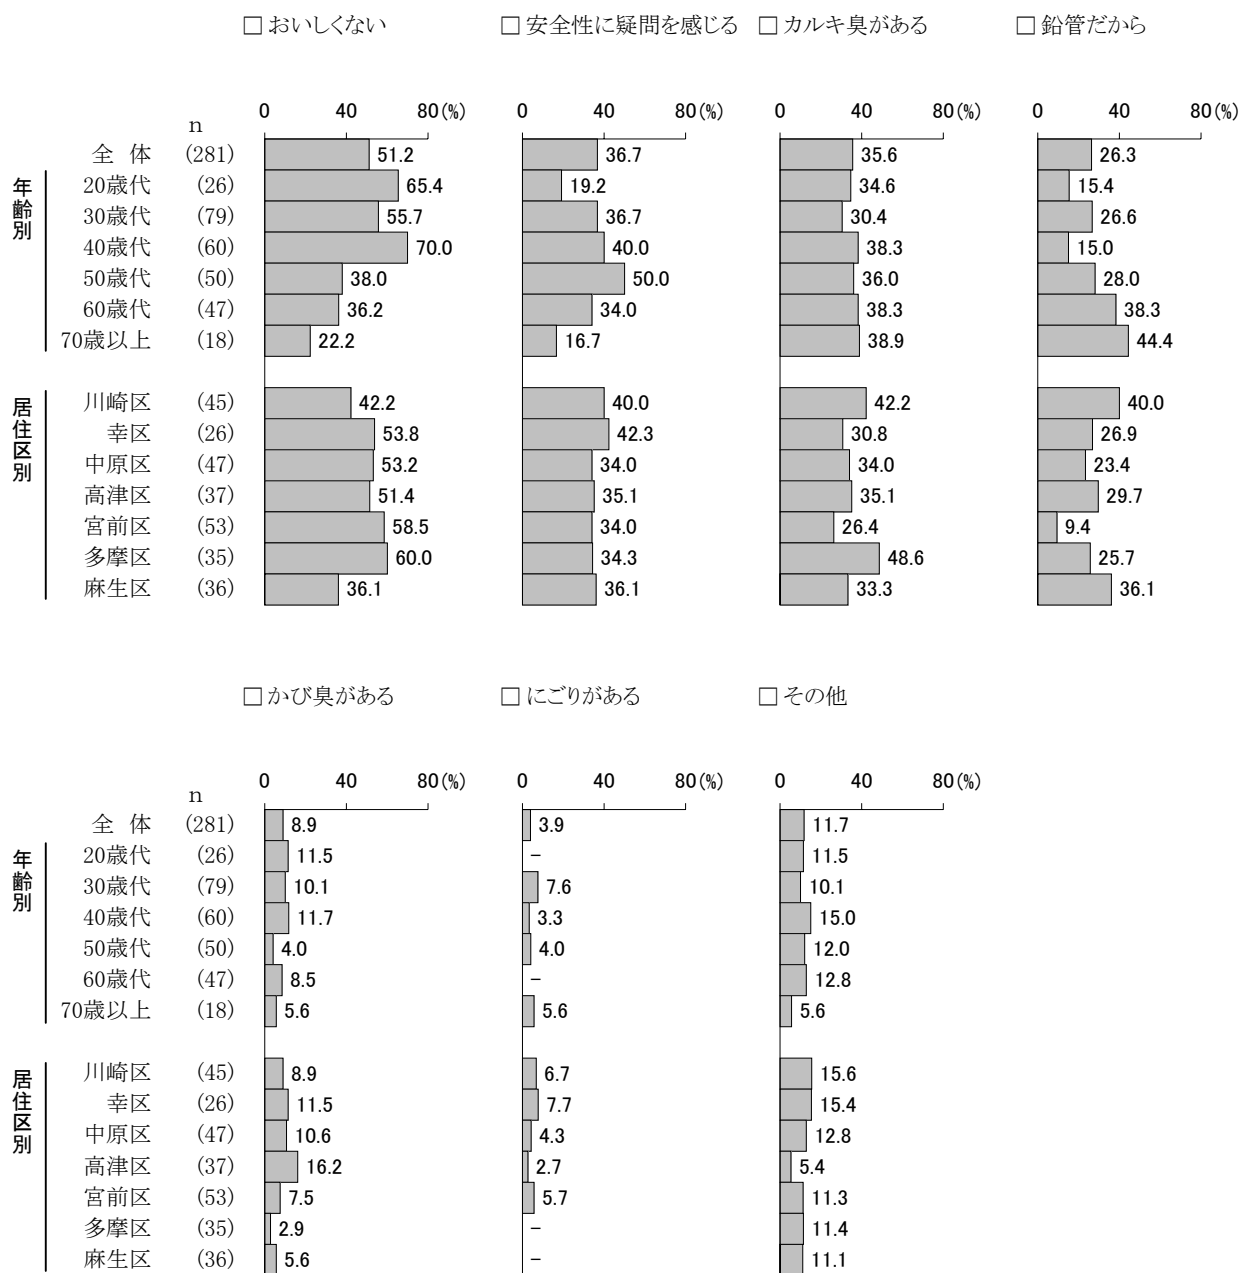 □ おいしくない □ 安全性に疑問を感じる □ カルキ臭がある □ 鉛管だから
0 40 80(%) 0 40 80(%) 0 40 80(%) 0 40 80(%)
n
全 体 (281) 51.2 36.7 35.6 26.3
年齢別
20歳代 (26) 65.4 19.2 34.6 15.4
30歳代 (79) 55.7 36.7 30.4 26.6
40歳代 (60) 70.0 40.0 38.3 15.0
50歳代 (50) 38.0 50.0 36.0 28.0
60歳代 (47) 36.2 34.0 38.3 38.3
70歳以上 (18) 22.2 16.7 38.9 44.4
居住区別
川崎区 (45) 42.2 40.0 42.2 40.0
幸区 (26) 53.8 42.3 30.8 26.9
中原区 (47) 53.2 34.0 34.0 23.4
高津区 (37) 51.4 35.1 35.1 29.7
宮前区 (53) 58.5 34.0 26.4 9.4
多摩区 (35) 60.0 34.3 48.6 25.7
麻生区 (36) 36.1 36.1 33.3 36.1
□ かび臭がある □ にごりがある □ その他
0 40 80(%) 0 40 80(%) 0 40 80(%)
n
全 体 (281) 8.9 3.9 11.7
年齢別
20歳代 (26) 11.5 − 11.5
30歳代 (79) 10.1 7.6 10.1
40歳代 (60) 11.7 3.3 15.0
50歳代 (50) 4.0 4.0 12.0
60歳代 (47) 8.5 − 12.8
70歳以上 (18) 5.6 5.6 5.6
居住区別
川崎区 (45) 8.9 6.7 15.6
幸区 (26) 11.5 7.7 15.4
中原区 (47) 10.6 4.3 12.8
高津区 (37) 16.2 2.7 5.4
宮前区 (53) 7.5 5.7 11.3
多摩区 (35) 2.9 − 11.4
麻生区 (36) 5.6 − 11.1